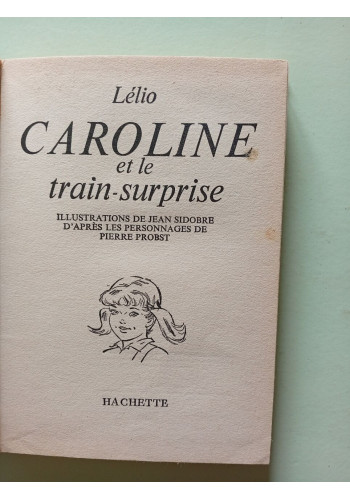 Lélio
CAROLINE
et le
train-surprise
ILLUSTRATIONS DE JEAN SIDOBRE
D'APRÈS LES PERSONNAGES DE
PIERRE PROBST
HACHETTE